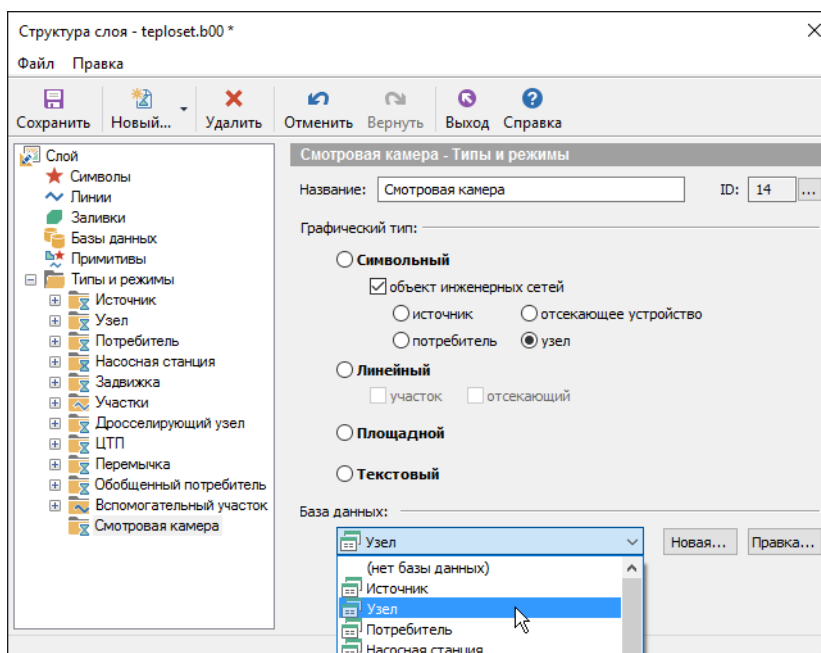 Структура слоя - teploset.b00 *
Файл Правка
Сохранить Новый... Удалить Отменить Вернуть Выход Справка
Слой
Символы
Линии
Заливки
Базы данных
Примитивы
Типы и режимы
Источник
Узел
Потребитель
Насосная станция
Задвижка
Участки
Дросселирующий узел
ЦТП
Перемычка
Обобщенный потребитель
Вспомогательный участок
Смотровая камера
Смотровая камера - Типы и режимы
Название: Смотровая камера ID: 14 ...
Графический тип:
Символьный
объект инженерных сетей
источник отсекающее устройство
потребитель узел
Линейный
участок отсекающий
Площадной
Текстовый
База данных:
Узел Новая... Правка...
(нет базы данных)
Источник
Узел
Потребитель
Насосная станция